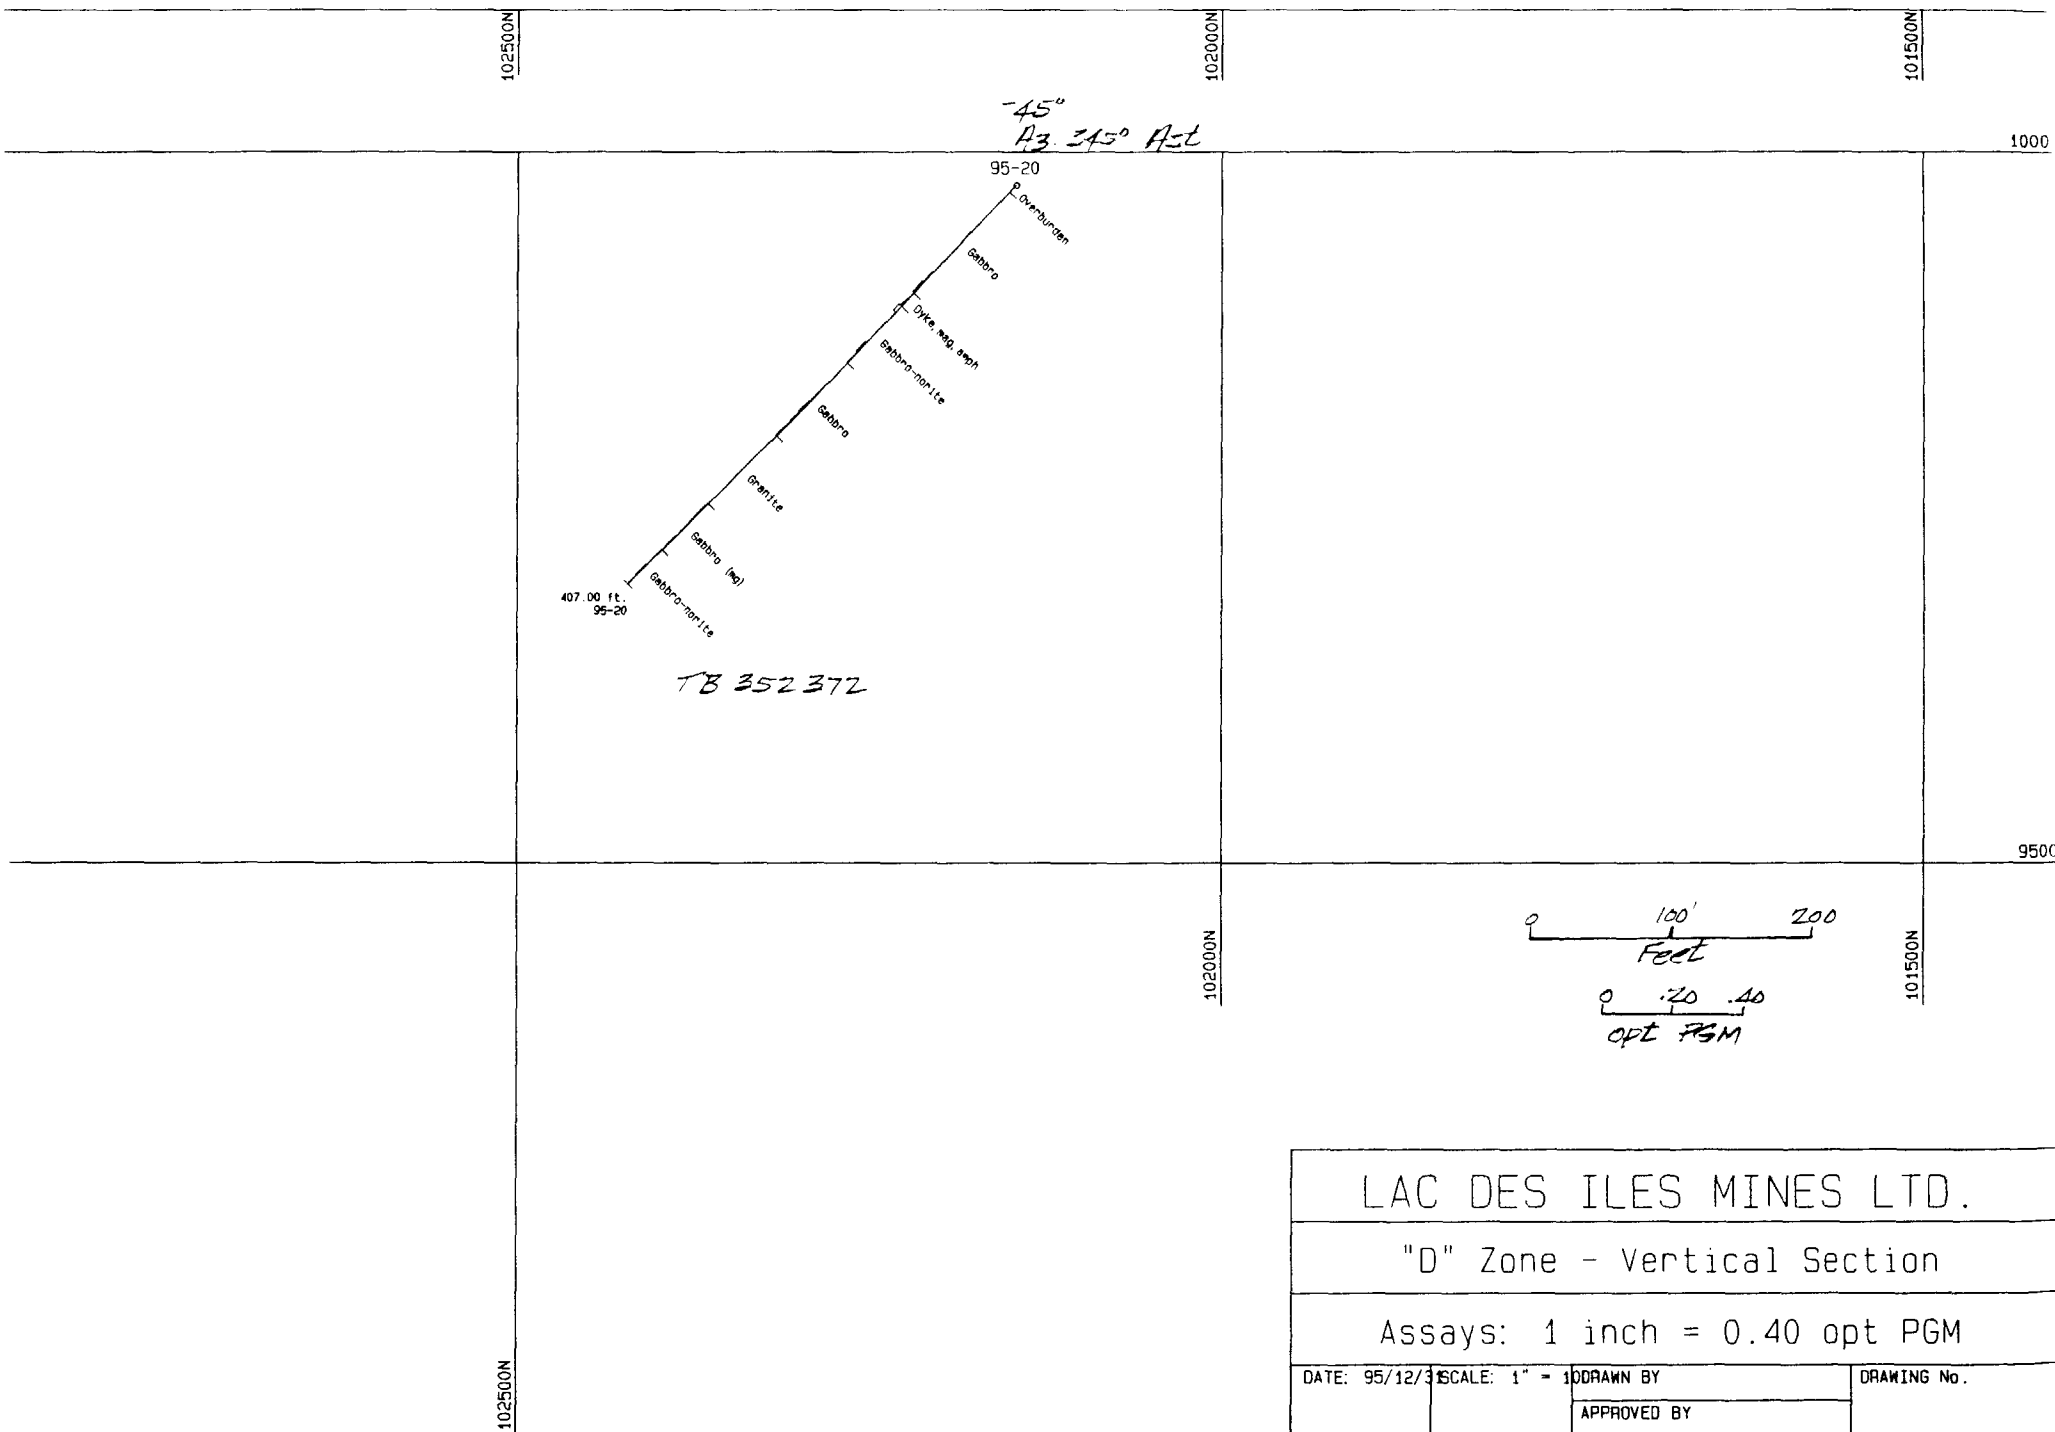 102500N
102000N
101500N
-45°
Az. 345° Ast
1000
95-20
Overburden
Gabbro
Dyke, mag, amph
Gabbro-norite
Gabbro
Granite
Gabbro (mg)
Gabbro-norite
407.00 ft.
95-20
TB 352372
9500
0 100' 200
Feet
102000N
101500N
0 .20 .40
opt PGM
LAC DES ILES MINES LTD.
"D" Zone - Vertical Section
Assays: 1 inch = 0.40 opt PGM
102500N
DATE: 95/12/31 SCALE: 1" = 10 DRAWN BY DRAWING No.
APPROVED BY